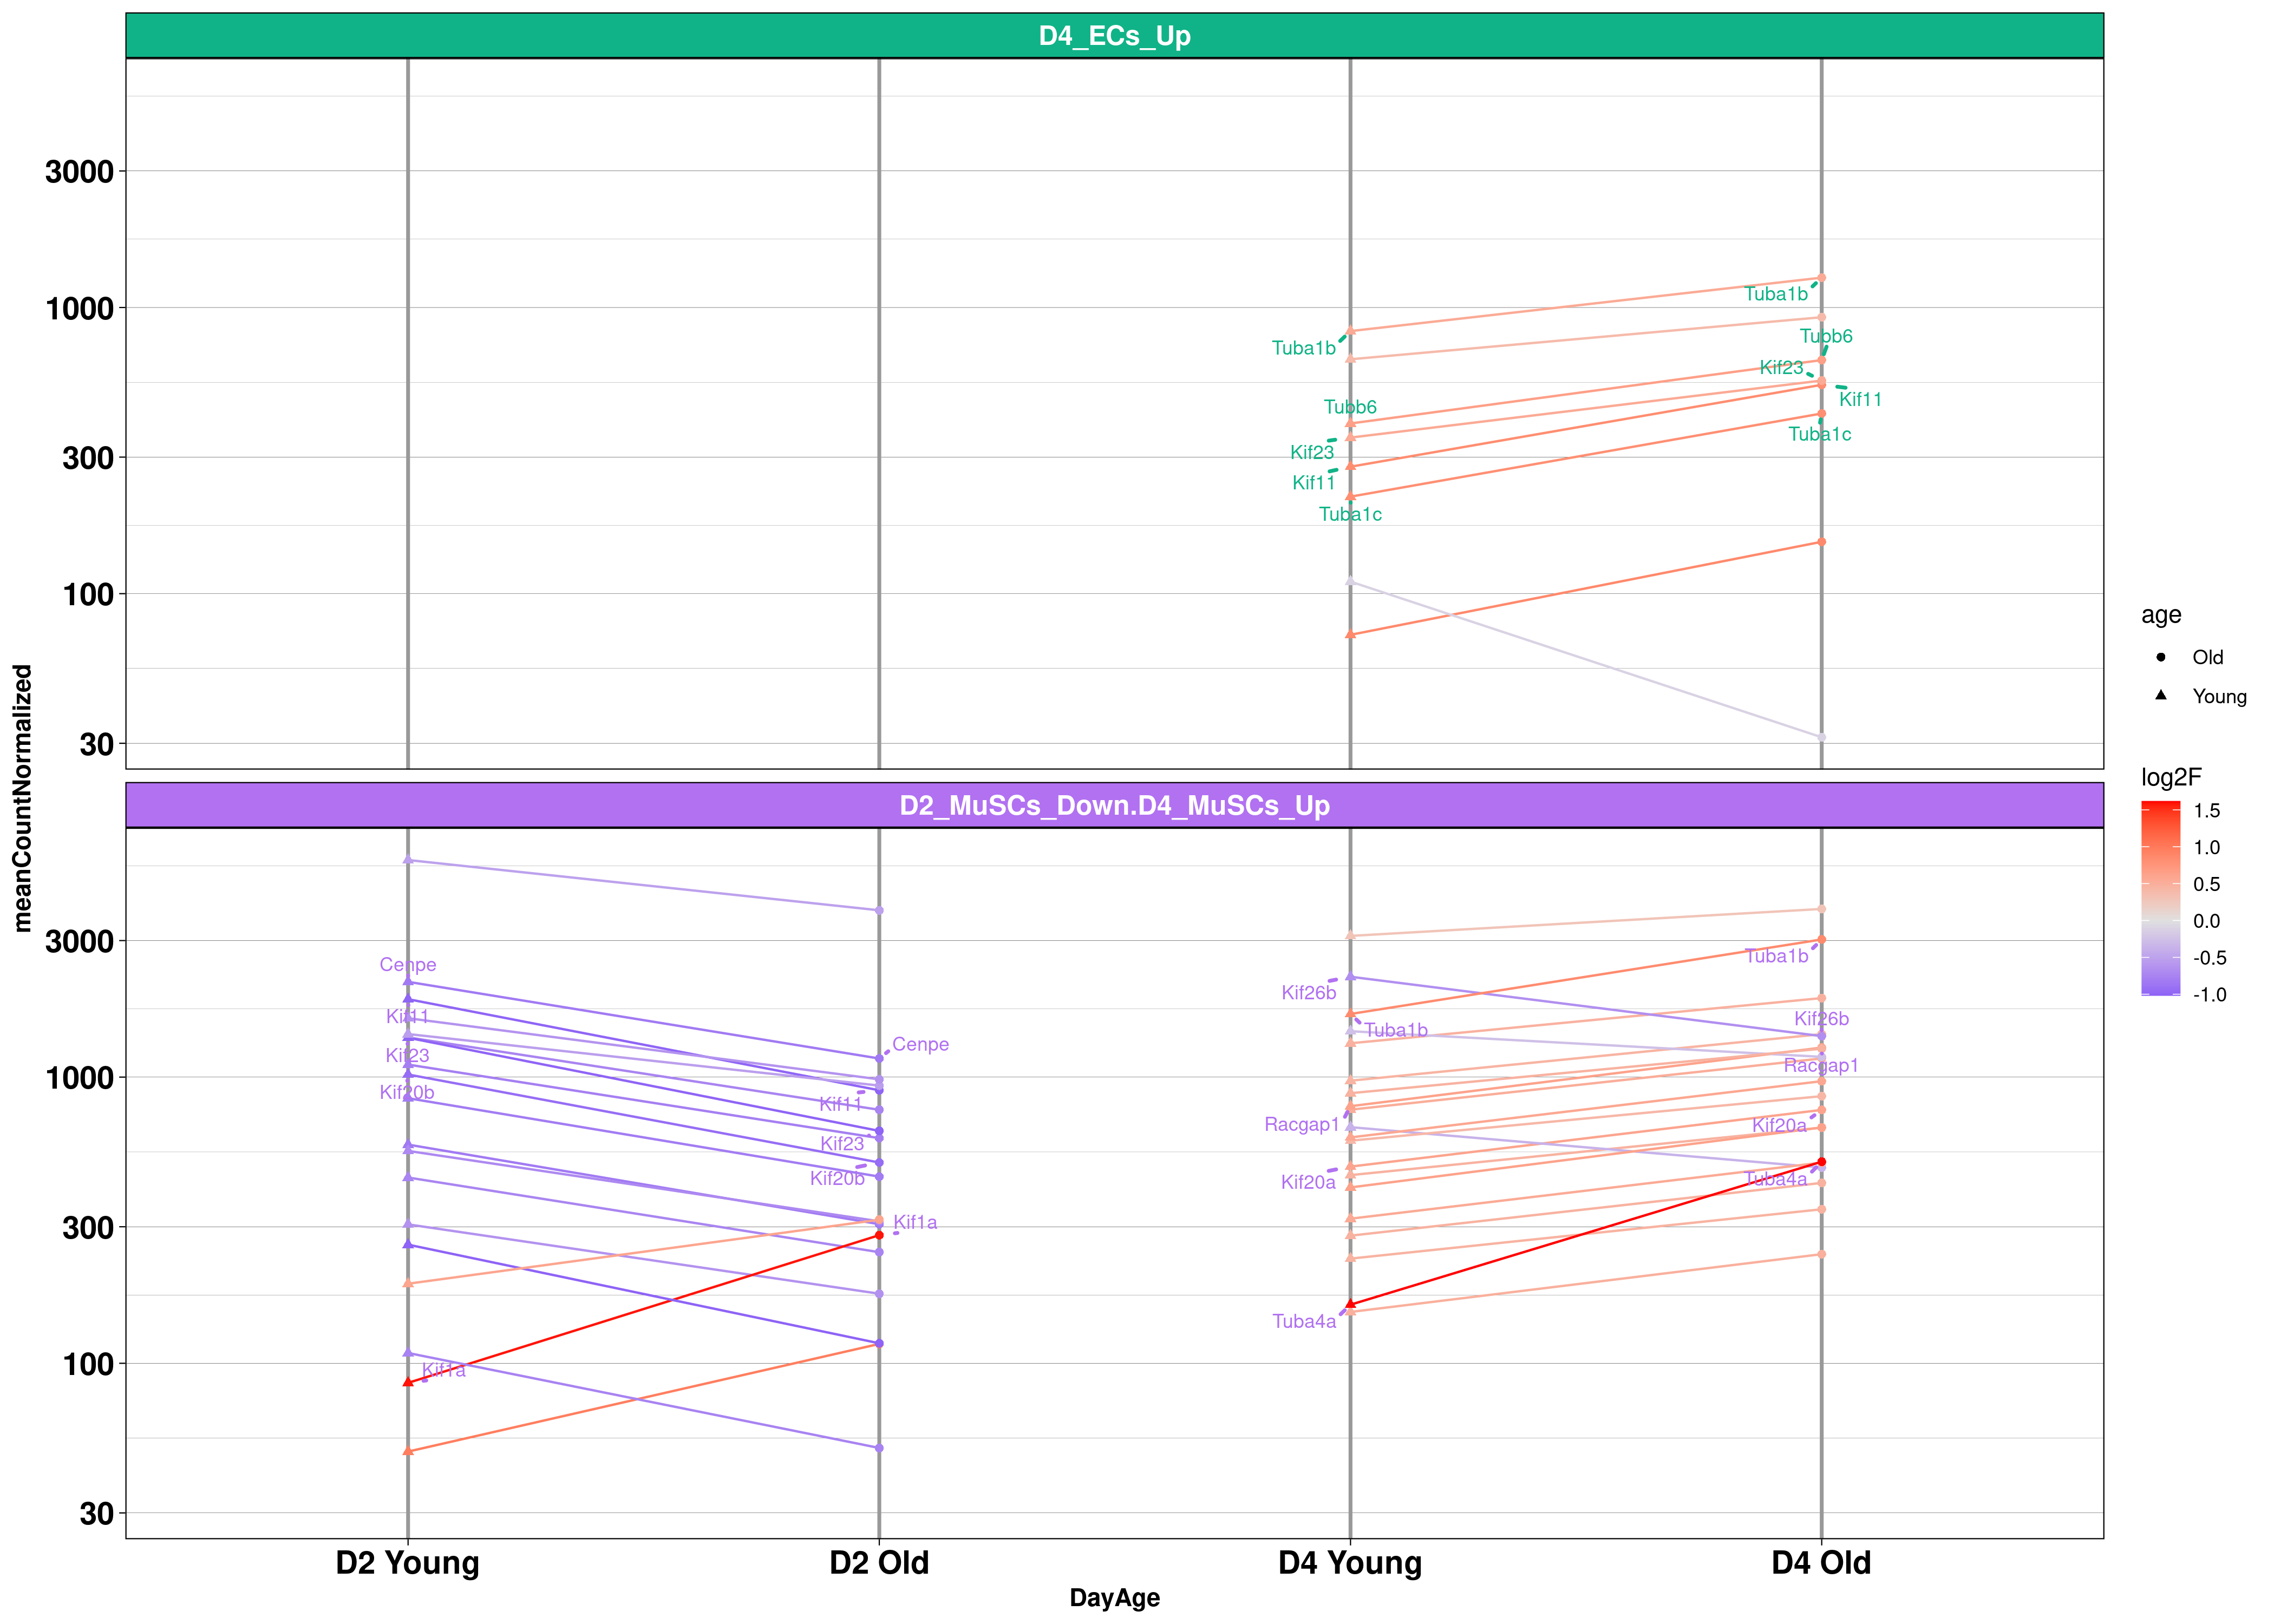 D4_ECs_Up
3000
1000
300
100
30
Tuba1b
Tubb6
Kif23
Kif11
Tuba1c
Tuba1b
Tubb6
Kif23
Kif11
Tuba1c
meanCountNormalized
D2_MuSCs_Down.D4_MuSCs_Up
3000
1000
300
100
30
Cenpe
Kif11
Kif23
Kif20b
Kif1a
Cenpe
Kif11
Kif23
Kif20b
Kif1a
Kif26b
Tuba1b
Racgap1
Kif20a
Tuba4a
Tuba1b
Kif26b
Racgap1
Kif20a
Tuba4a
D2 Young
D2 Old
D4 Young
D4 Old
DayAge
age
Old
Young
log2F
1.5
1.0
0.5
0.0
-0.5
-1.0